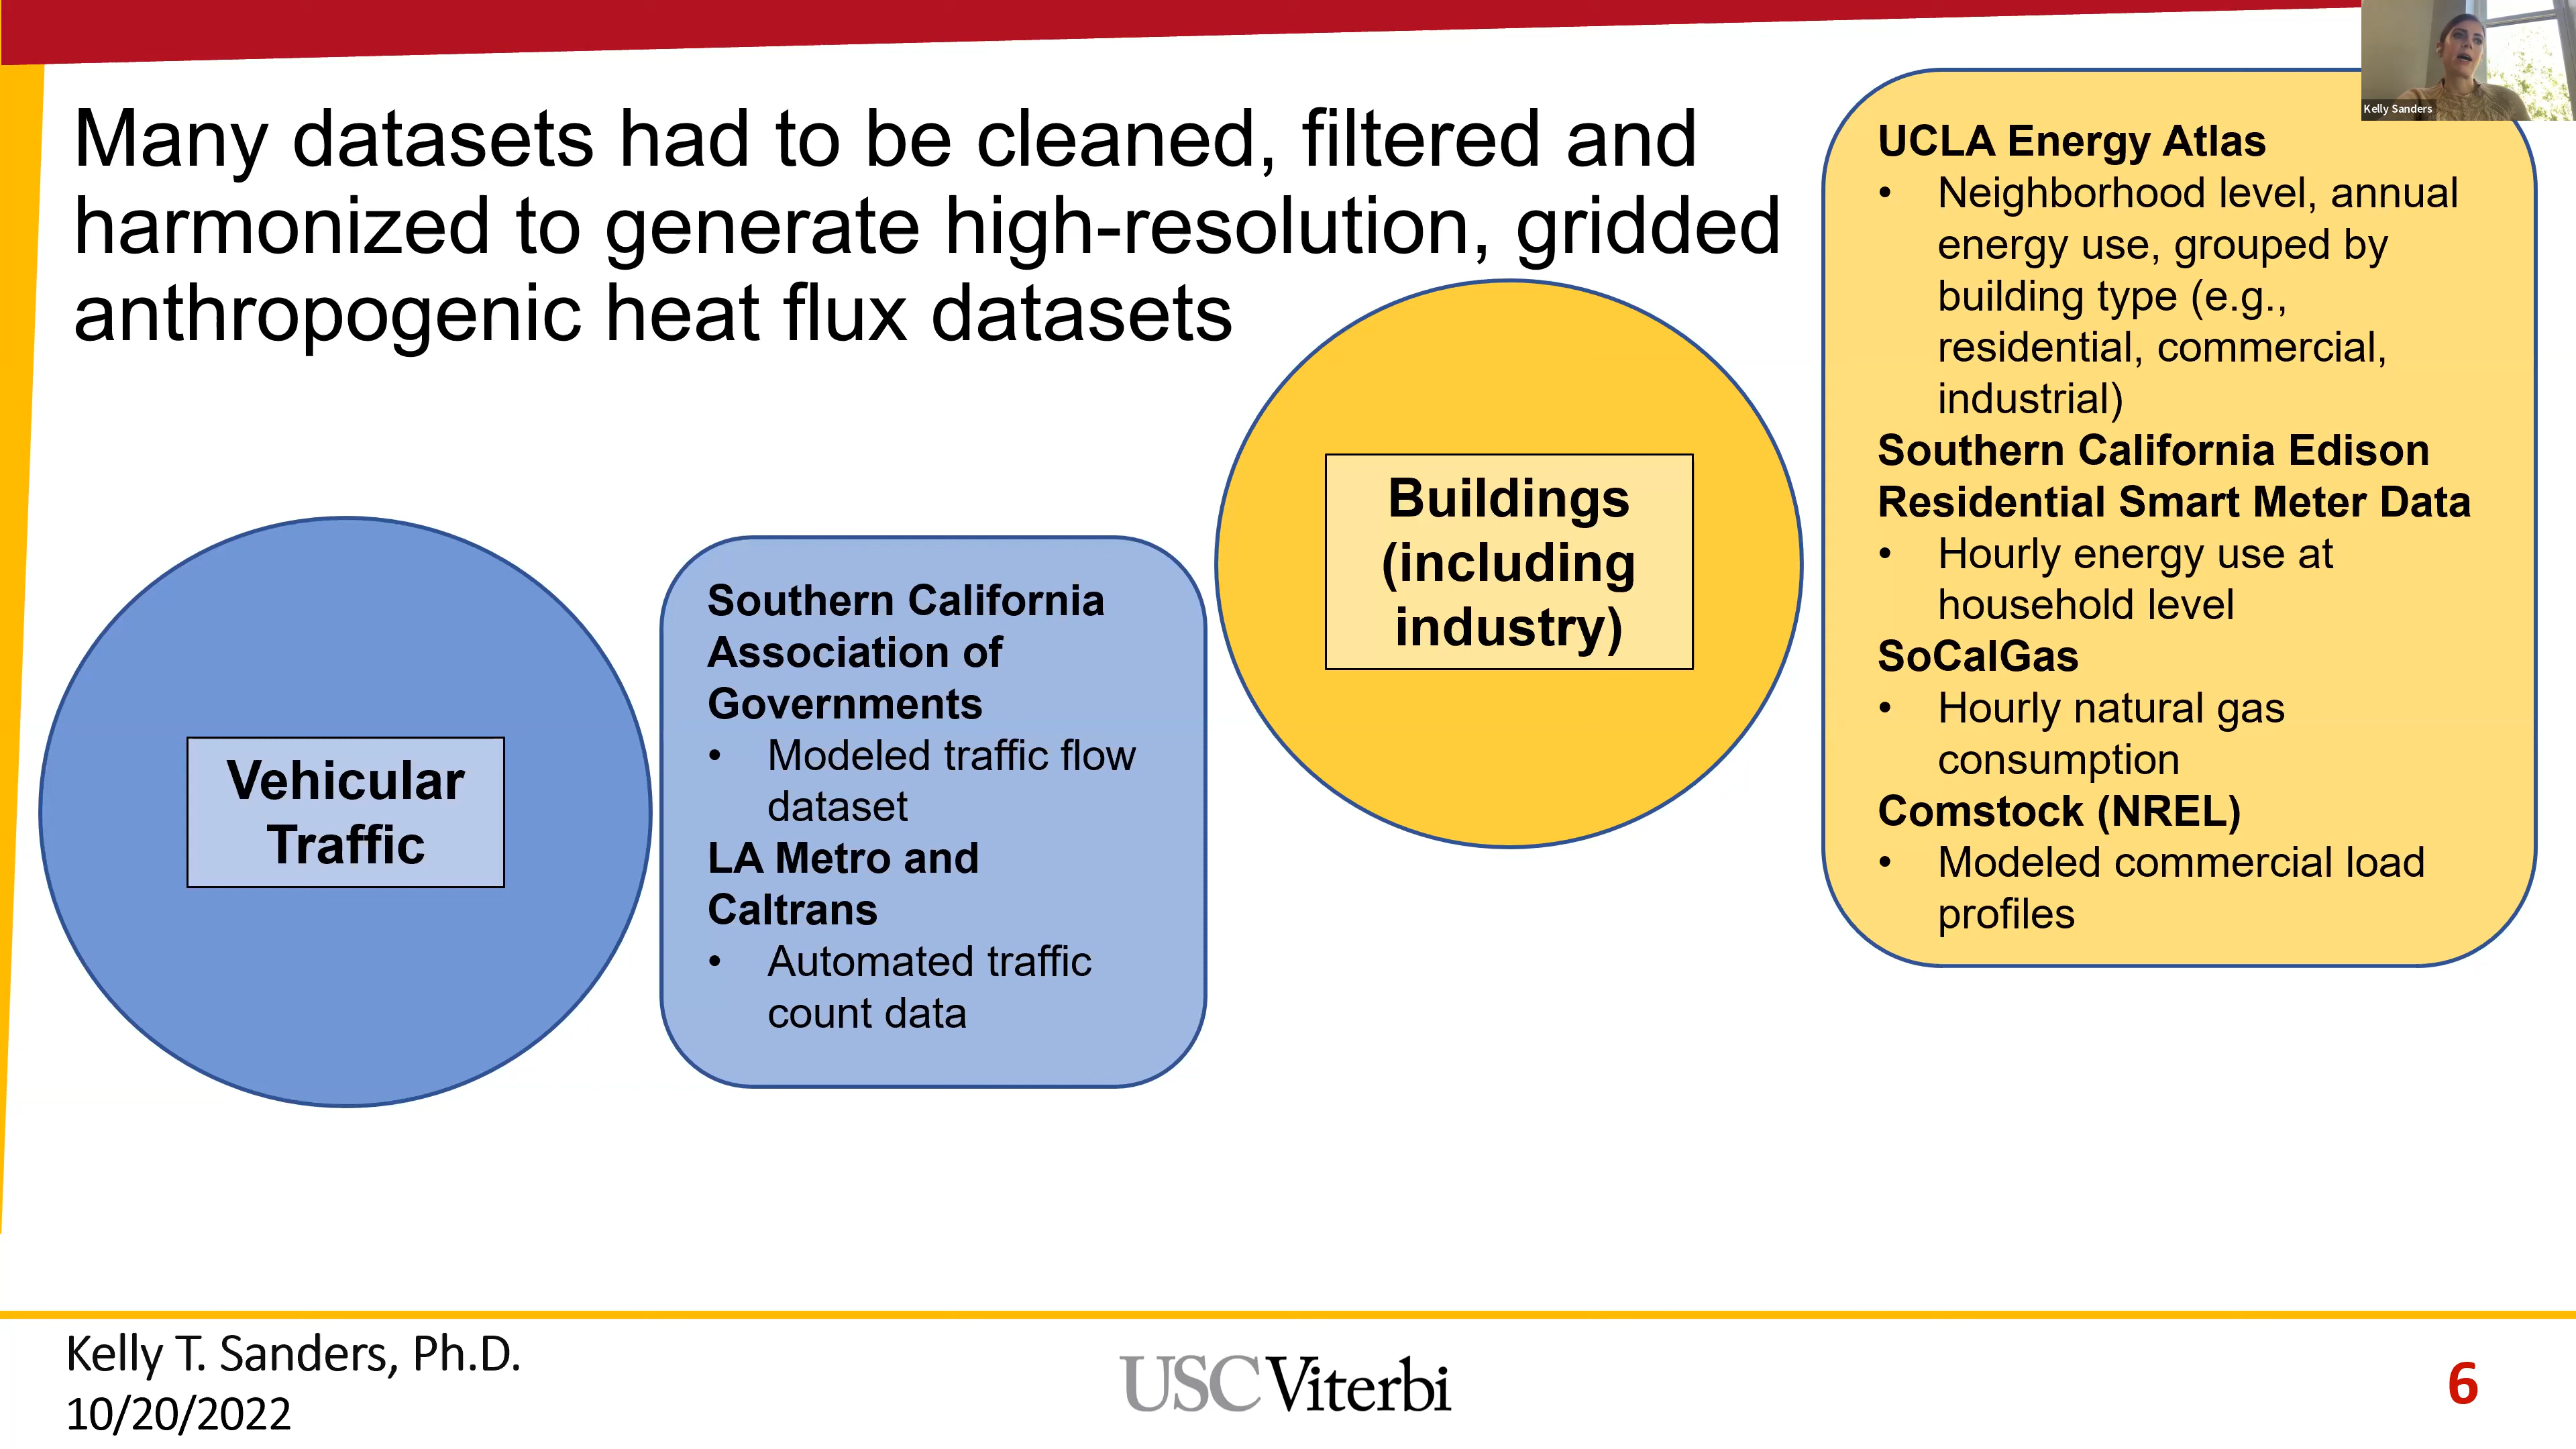 Many datasets had to be cleaned, filtered and
harmonized to generate high-resolution, gridded
anthropogenic heat flux datasets
Vehicular
Traffic
Southern California
Association of
Governments
• Modeled traffic flow
dataset
LA Metro and
Caltrans
• Automated traffic
count data
Buildings
(including
industry)
UCLA Energy Atlas
• Neighborhood level, annual
energy use, grouped by
building type (e.g.,
residential, commercial,
industrial)
Southern California Edison
Residential Smart Meter Data
• Hourly energy use at
household level
SoCalGas
• Hourly natural gas
consumption
Comstock (NREL)
• Modeled commercial load
profiles
Kelly Sanders
Kelly T. Sanders, Ph.D.
10/20/2022
USC Viterbi
6